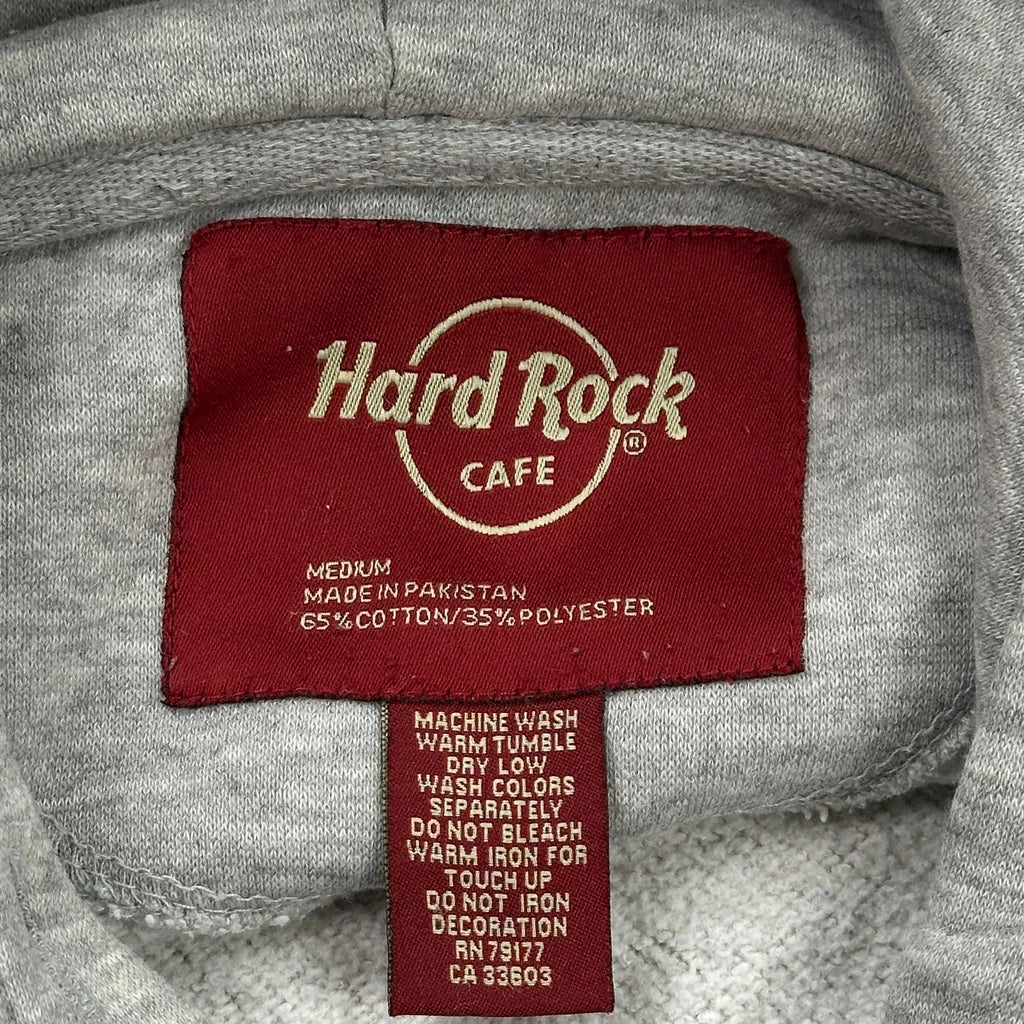 Hard Rock
®
CAFE
MEDIUM
MADE IN PAKISTAN
65% COTTON/35% POLYESTER
MACHINE WASH
WARM TUMBLE
DRY LOW
WASH COLORS
SEPARATELY
DO NOT BLEACH
WARM IRON FOR
TOUCH UP
DO NOT IRON
DECORATION
RN 79177
CA 33603